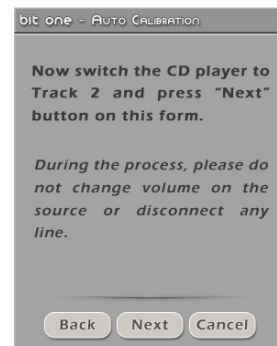 bit one - Auto Calibration
Now switch the CD player to
Track 2 and press “Next”
button on this form.
During the process, please do
not change volume on the
source or disconnect any
line.
Back Next Cancel